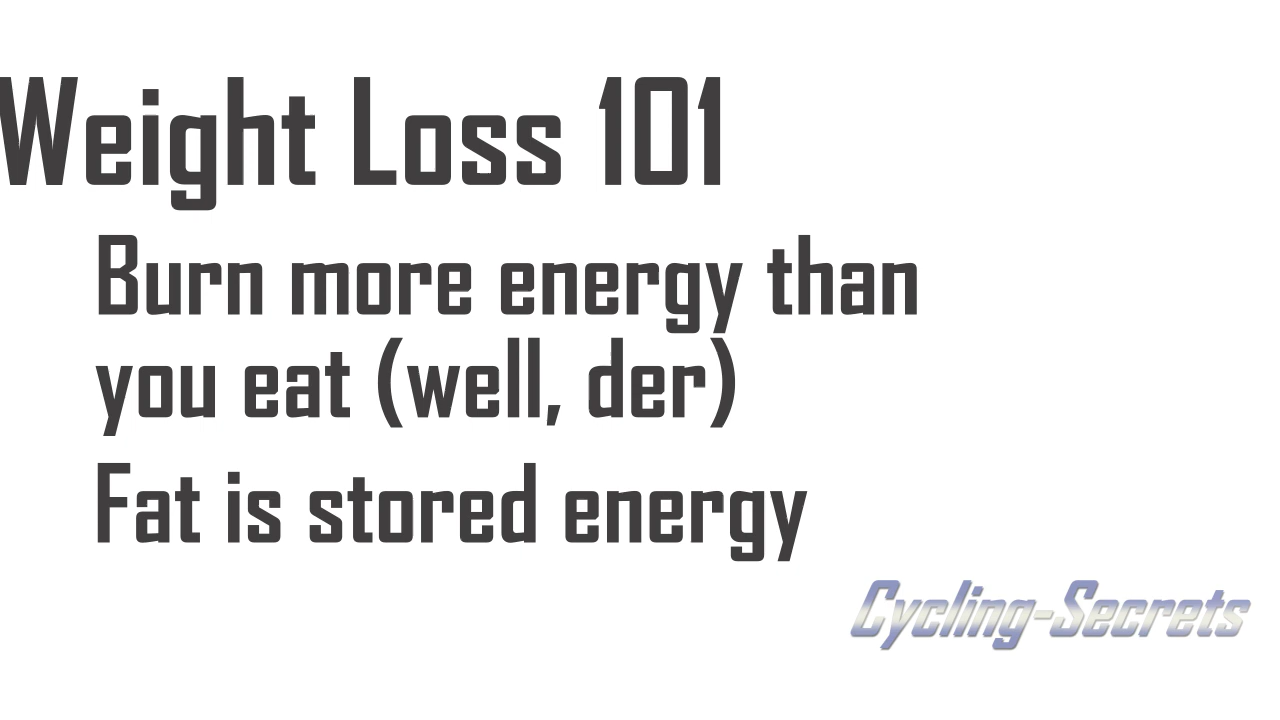 Weight Loss 101
Burn more energy than
you eat (well, der)
Fat is stored energy
Cycling-Secrets